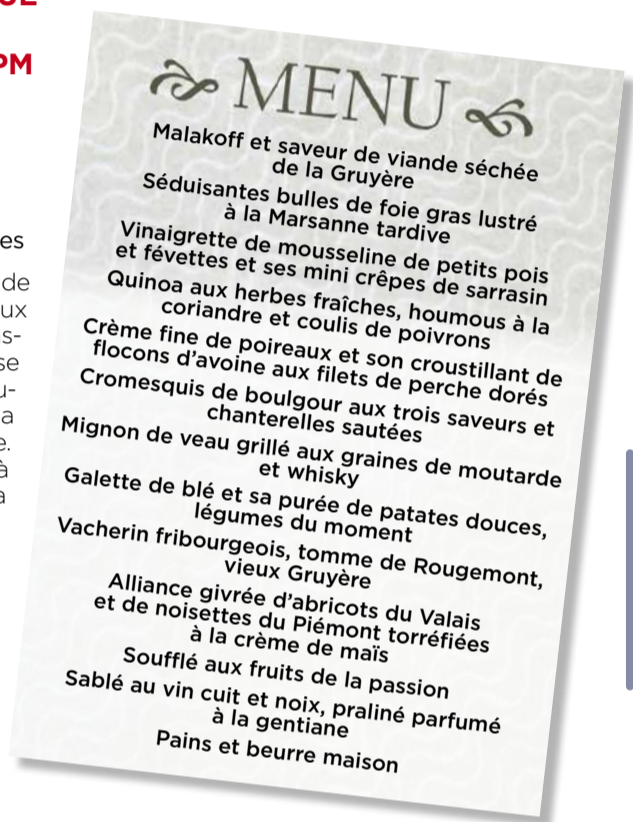 PM
MENU
Malakoff et saveur de viande séchée
de la Gruyère
Séduisantes bulles de foie gras lustré
à la Marsanne tardive
Vinaigrette de mousseline de petits pois
et févettes et ses mini crêpes de sarrasin
Quinoa aux herbes fraîches, houmous à la
coriandre et coulis de poivrons
Crème fine de poireaux et son croustillant de
flocons d’avoine aux filets de perche dorés
Cromesquis de boulgour aux trois saveurs et
chanterelles sautées
Mignon de veau grillé aux graines de moutarde
et whisky
Galette de blé et sa purée de patates douces,
légumes du moment
Vacherin fribourgeois, tomme de Rougemont,
vieux Gruyère
Alliance givrée d’abricots du Valais
et de noisettes du Piémont torréfiées
à la crème de maïs
Soufflé aux fruits de la passion
Sablé au vin cuit et noix, praliné parfumé
à la gentiane
Pains et beurre maison
es
de
ux
s-
se
u-
a
e.
à
a